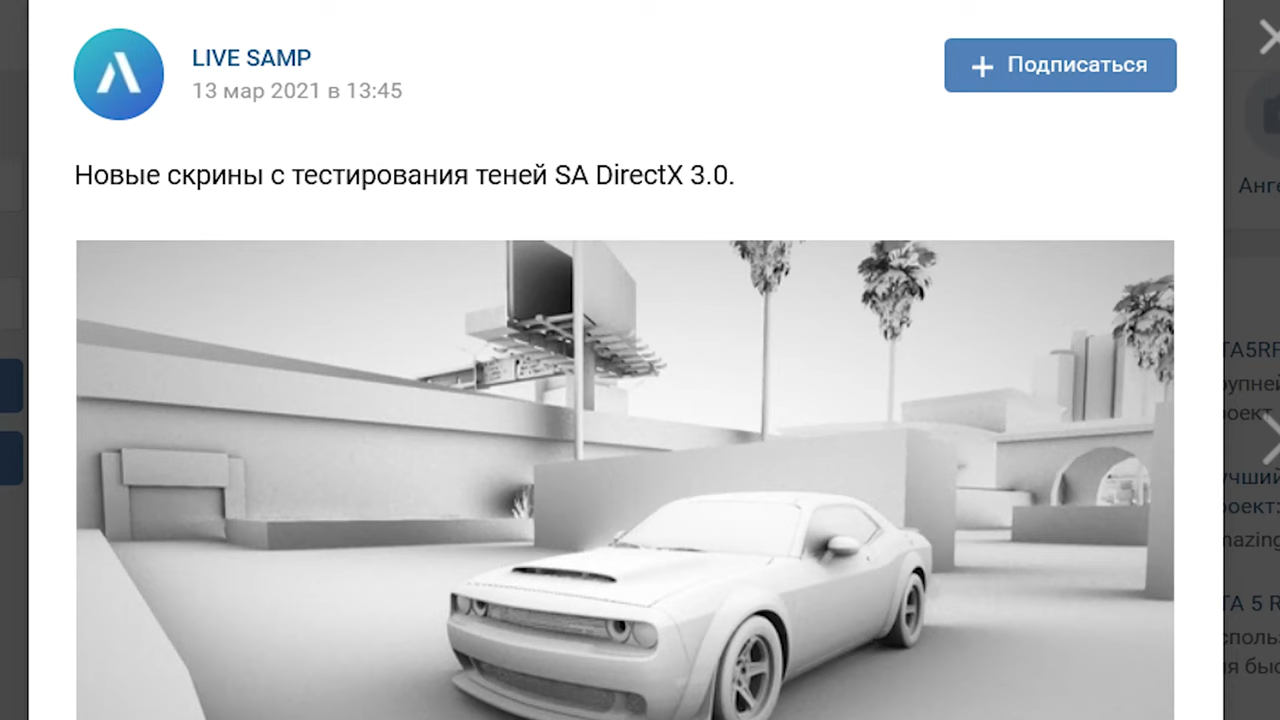 LIVE SAMP
13 мар 2021 в 13:45
Подписаться
Новые скрины с тестирования теней SA DirectX 3.0.